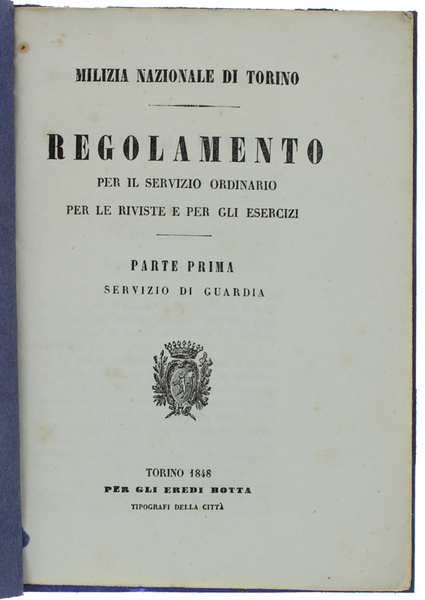 MILIZIA NAZIONALE DI TORINO
REGOLAMENTO
PER IL SERVIZIO ORDINARIO
PER LE RIVISTE E PER GLI ESERCIZI
PARTE PRIMA
SERVIZIO DI GUARDIA
TORINO 1848
PER GLI EREDI BOTTA
TIPOGRAFI DELLA CITTÀ